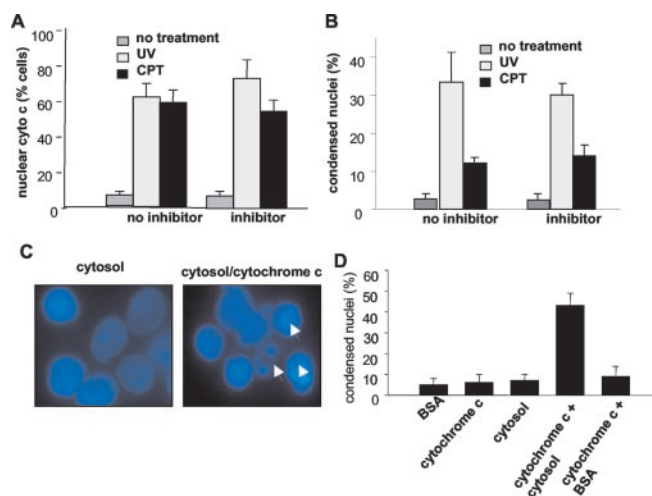 A
nuclear cyto c (% cells)
100
80
60
40
20
0
no treatment
UV
CPT
no inhibitor
inhibitor
B
condensed nuclei (%)
40
30
20
10
0
no treatment
UV
CPT
no inhibitor
inhibitor
C
cytosol
cytosol/cytochrome c
D
condensed nuclei (%)
60
50
40
30
20
10
0
BSA
cytochrome c
cytosol
cytochrome c +
cytosol
cytochrome c +
BSA